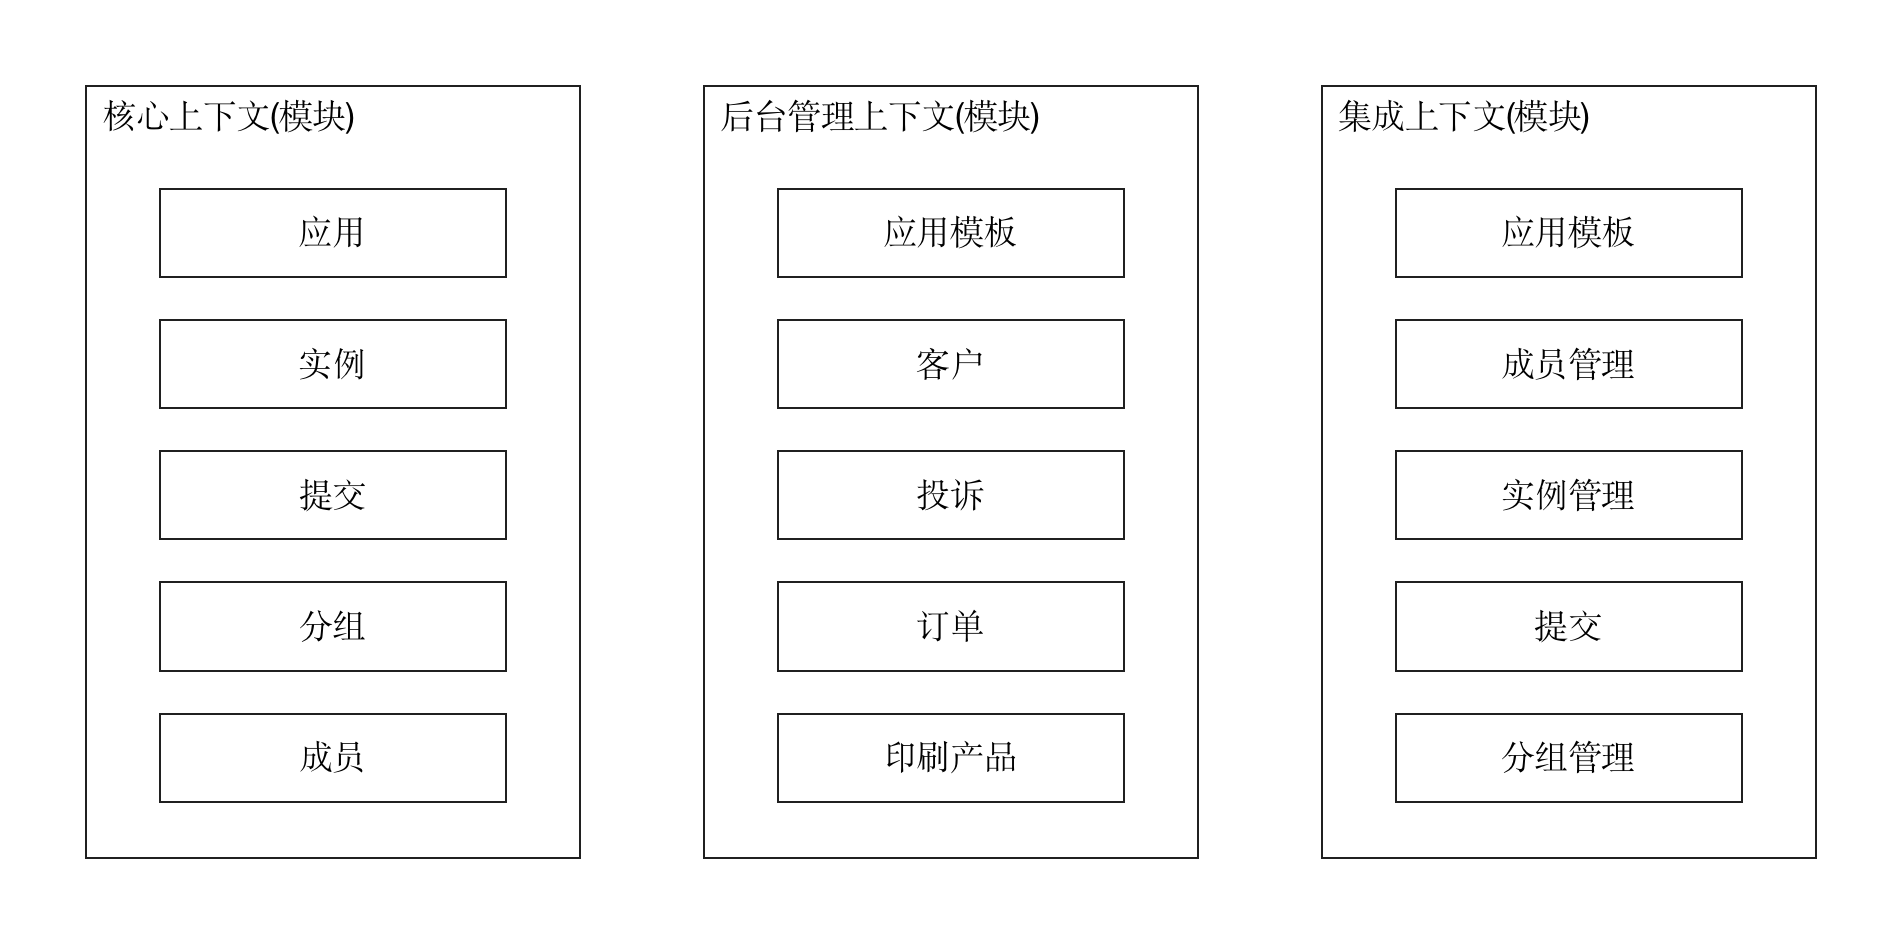 核心上下文(模块)
应用
实例
提交
分组
成员
后台管理上下文(模块)
应用模板
客户
投诉
订单
印刷产品
集成上下文(模块)
应用模板
成员管理
实例管理
提交
分组管理